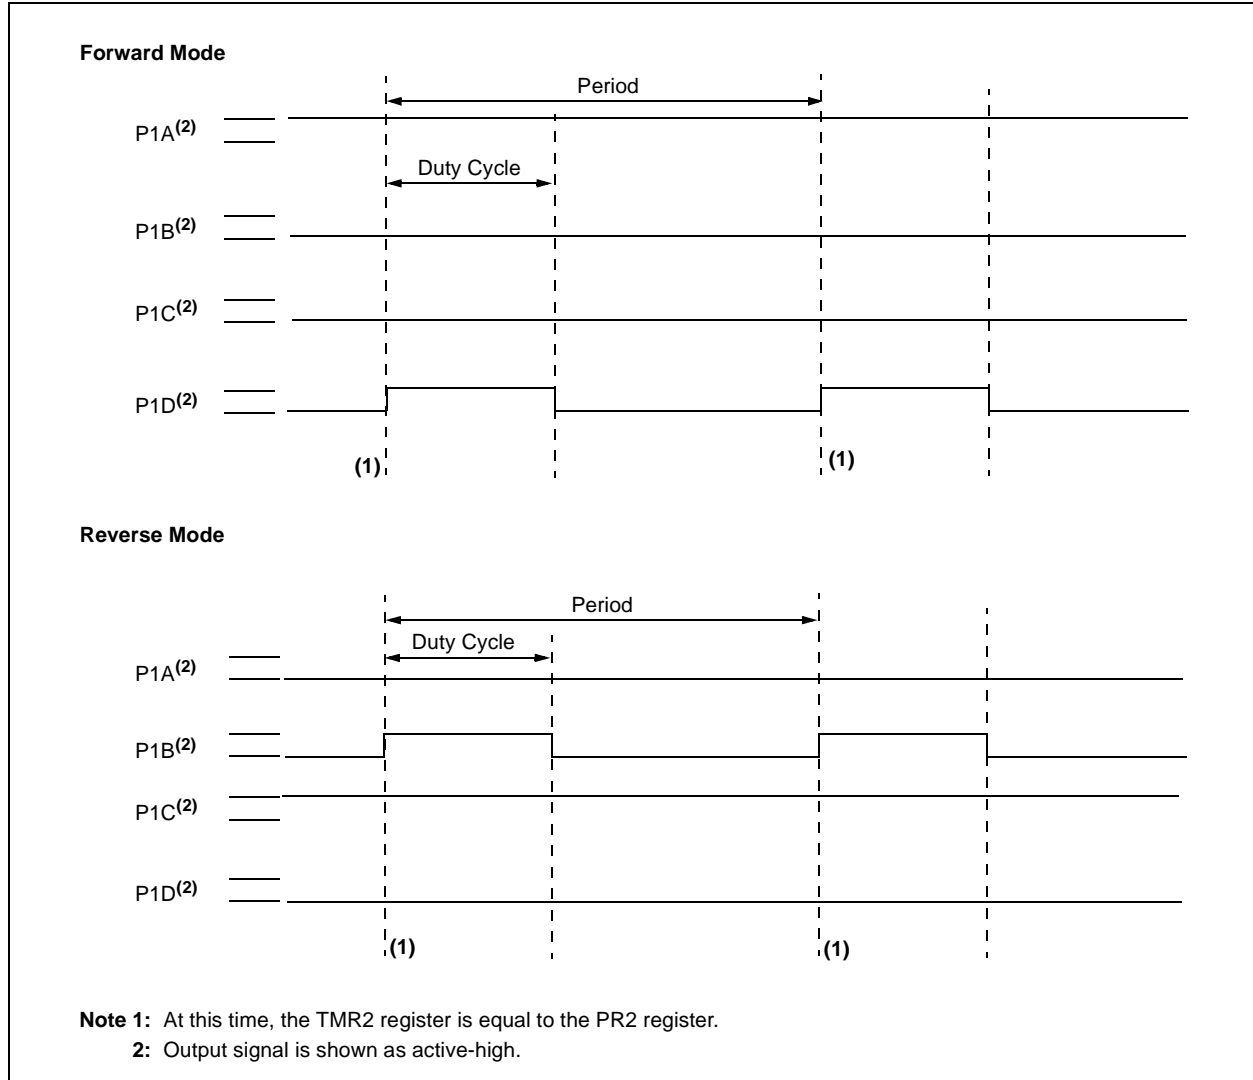 Forward Mode
Period
P1A(2)
Duty Cycle
P1B(2)
P1C(2)
P1D(2)
(1)
(1)
Reverse Mode
Period
Duty Cycle
P1A(2)
P1B(2)
P1C(2)
P1D(2)
(1)
(1)
Note 1: At this time, the TMR2 register is equal to the PR2 register.
2: Output signal is shown as active-high.